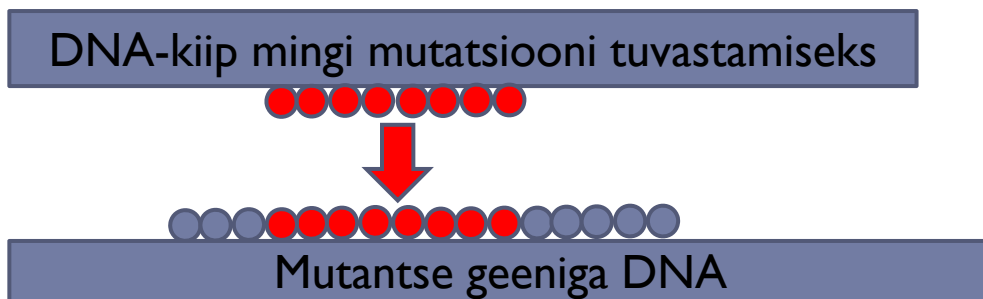 DNA-kiip mingi mutatsiooni tuvastamiseks
Mutantse geeniga DNA